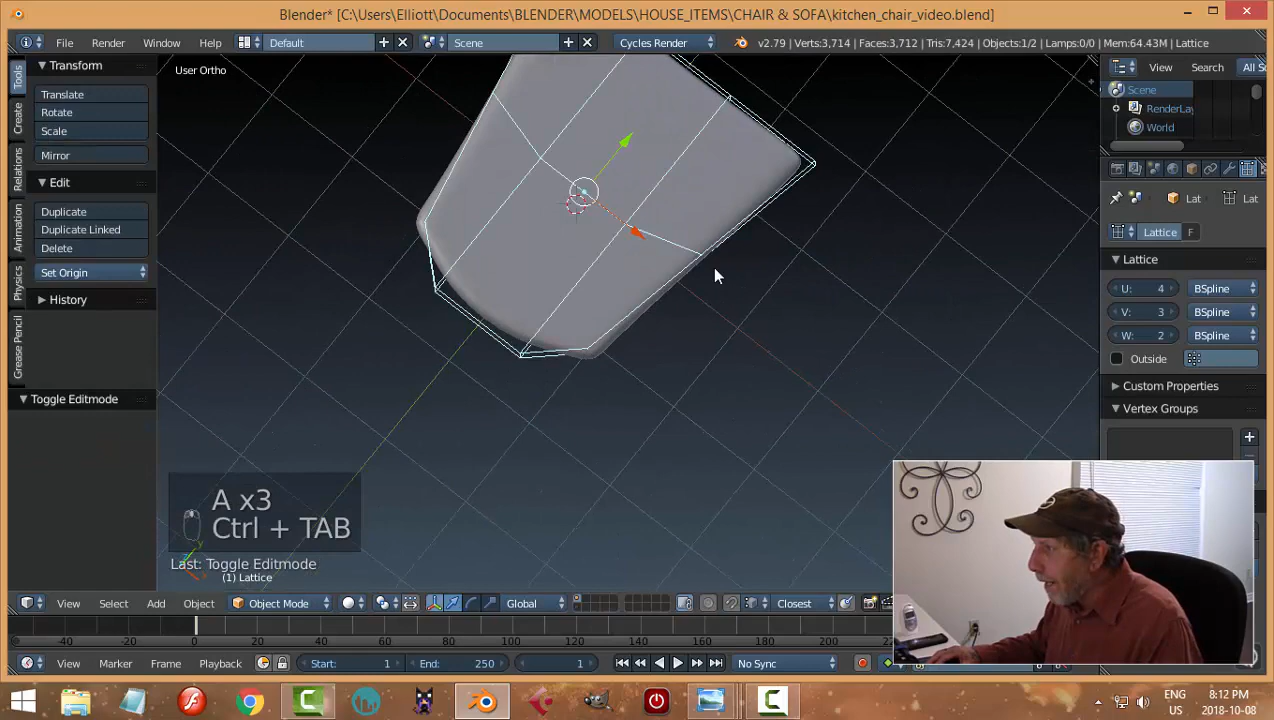 Blender* [C:\Users\Elliott\Documents\BLENDER\MODELS\HOUSE_ITEMS\CHAIR & SOFA\kitchen_chair_video.blend]
File Render Window Help Default Scene Cycles Render v2.79 | Verts:3,714 | Faces:3,712 | Tris:7,424 | Objects:1/2 | Lamps:0/0 | Mem:64.43M | Lattice
Tools
Create
Relations
Animation
Physics
Grease Pencil
Transform
Translate
Rotate
Scale
Mirror
Edit
Duplicate
Duplicate Linked
Delete
Set Origin
History
Toggle Editmode
User Ortho
A x3
Ctrl + TAB
Last: Toggle Editmode
(1) Lattice
View Search All Sc
Scene
RenderLay
World
Lat Lat
Lattice F
Lattice
U: 4 BSpline
V: 3 BSpline
W: 2 BSpline
Outside
Custom Properties
Vertex Groups
View Select Add Object Object Mode Global Closest
-40 -20 0 20 40 60 80 100 120 140 160 180 200
View Marker Frame Playback Start: 1 End: 250 1 No Sync
ENG
US
8:12 PM
2018-10-08